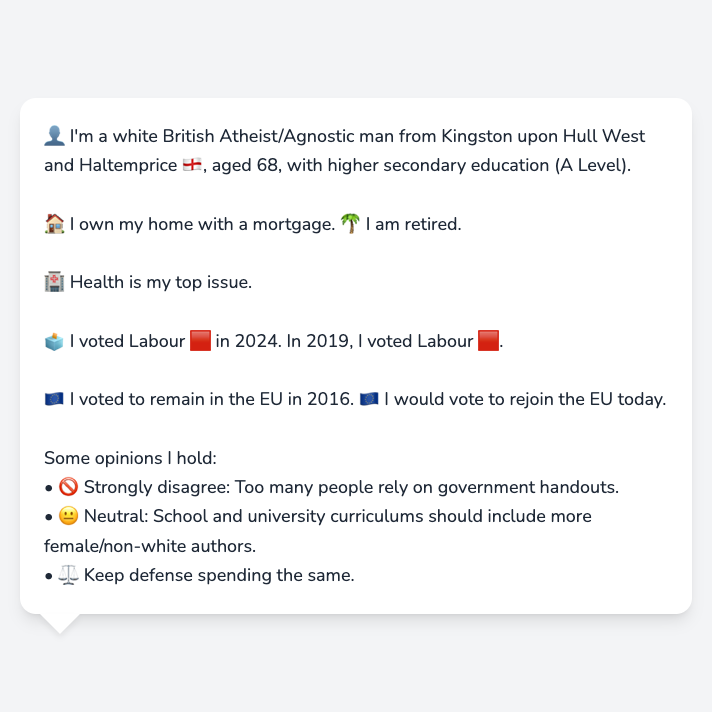 👤 I'm a white British Atheist/Agnostic man from Kingston upon Hull West
and Haltemprice 🏴󠁧󠁢󠁥󠁮󠁧󠁿, aged 68, with higher secondary education (A Level).
🏠 I own my home with a mortgage. 🌴 I am retired.
🏥 Health is my top issue.
🗳️ I voted Labour 🟥 in 2024. In 2019, I voted Labour 🟥.
🇪🇺 I voted to remain in the EU in 2016. 🇪🇺 I would vote to rejoin the EU today.
Some opinions I hold:
• 🚫 Strongly disagree: Too many people rely on government handouts.
• 😐 Neutral: School and university curriculums should include more
female/non-white authors.
• ⚖️ Keep defense spending the same.